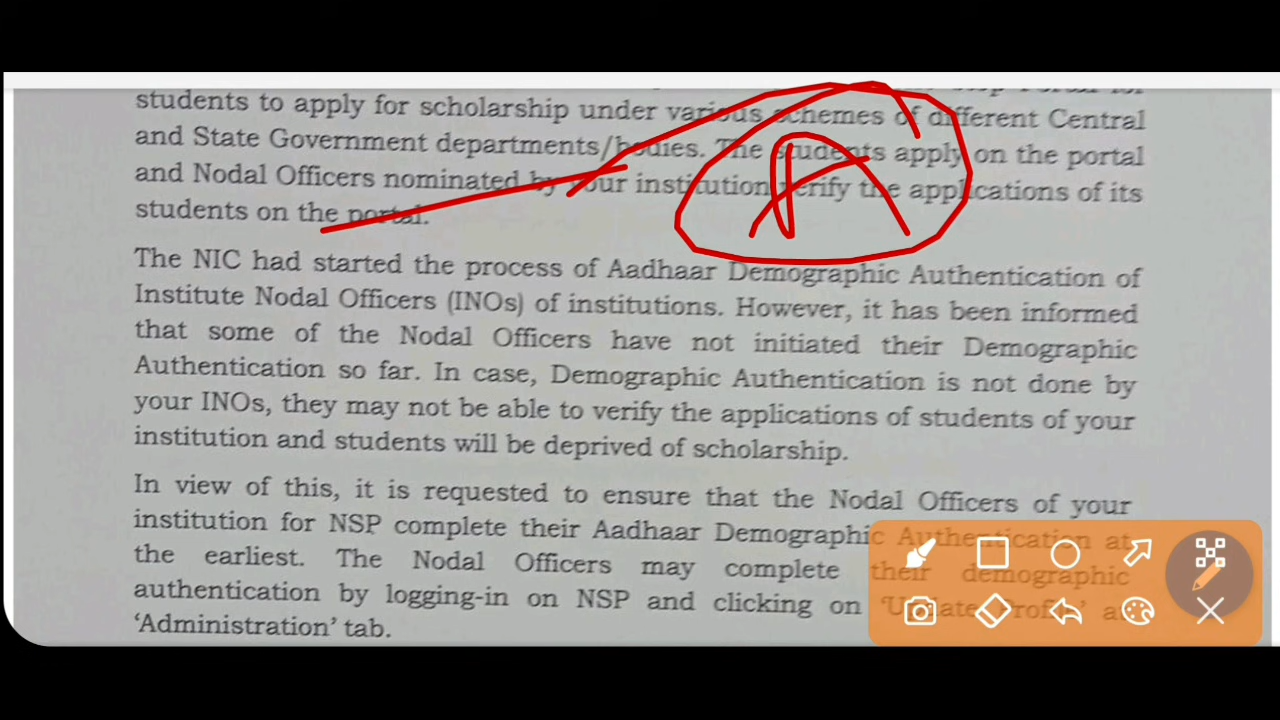 students to apply for scholarship under various schemes of different Central
and State Government departments/bodies. The students apply on the portal
and Nodal Officers nominated by your institution verify the applications of its
students on the portal.
The NIC had started the process of Aadhaar Demographic Authentication of
Institute Nodal Officers (INOs) of institutions. However, it has been informed
that some of the Nodal Officers have not initiated their Demographic
Authentication so far. In case, Demographic Authentication is not done by
your INOs, they may not be able to verify the applications of students of your
institution and students will be deprived of scholarship.
In view of this, it is requested to ensure that the Nodal Officers of your
institution for NSP complete their Aadhaar Demographic Authentication at
the earliest. The Nodal Officers may complete their demographic
authentication by logging-in on NSP and clicking on 'Update Profile' at
'Administration' tab.